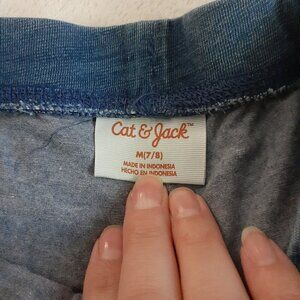 Cat & Jack™
M(7/8)
MADE IN INDONESIA
HECHO EN INDONESIA